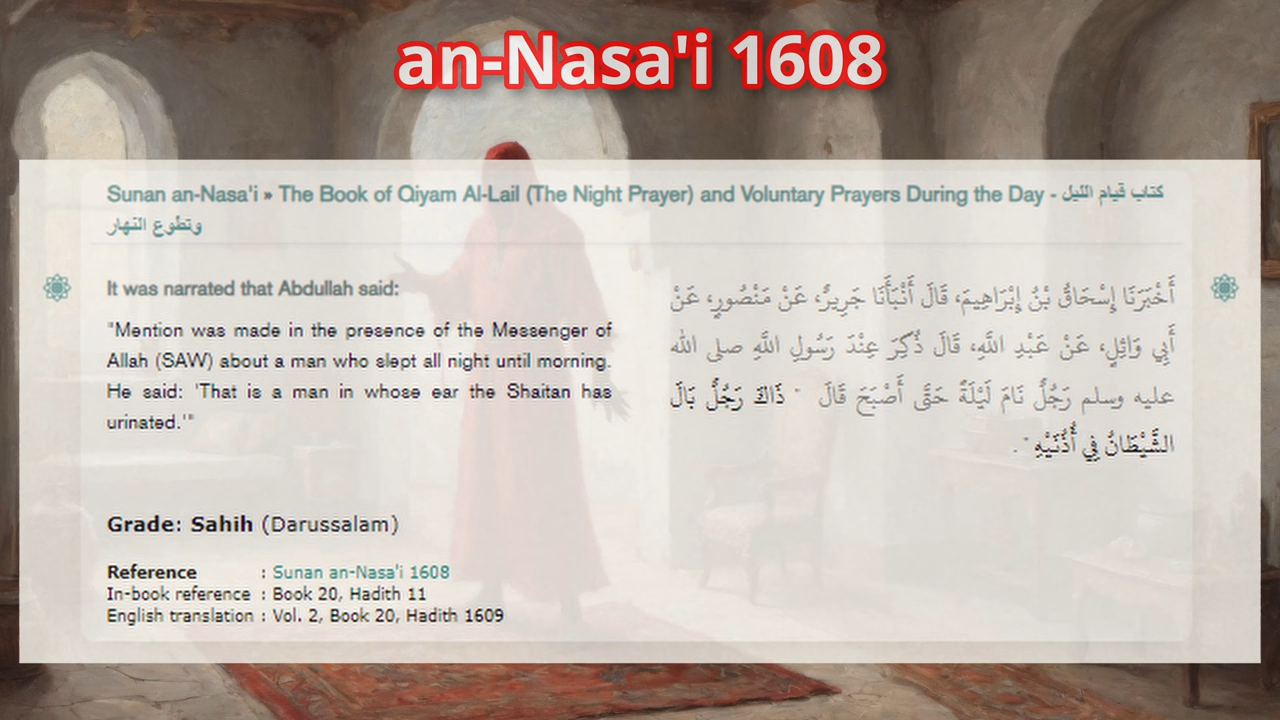 an-Nasa'i 1608
Sunan an-Nasa'i » The Book of Qiyam Al-Lail (The Night Prayer) and Voluntary Prayers During the Day - كتاب قيام الليل
وتطوع النهار
It was narrated that Abdullah said:
"Mention was made in the presence of the Messenger of
Allah (SAW) about a man who slept all night until morning.
He said: 'That is a man in whose ear the Shaitan has
urinated.'"
أَخْبَرَنَا إِسْحَاقُ بْنُ إِبْرَاهِيمَ، قَالَ أَنْبَأَنَا جَرِيرٌ، عَنْ مَنْصُورٍ، عَنْ
أَبِي وَائِلٍ، عَنْ عَبْدِ اللَّهِ، قَالَ ذُكِرَ عِنْدَ رَسُولِ اللَّهِ صلى الله
عليه وسلم رَجُلٌ نَامَ لَيْلَةً حَتَّى أَصْبَحَ قَالَ ‏ "‏ ذَاكَ رَجُلٌ بَالَ
الشَّيْطَانُ فِي أُذُنَيْهِ ‏"‏ ‏.‏
Grade: Sahih (Darussalam)
Reference : Sunan an-Nasa'i 1608
In-book reference : Book 20, Hadith 11
English translation : Vol. 2, Book 20, Hadith 1609